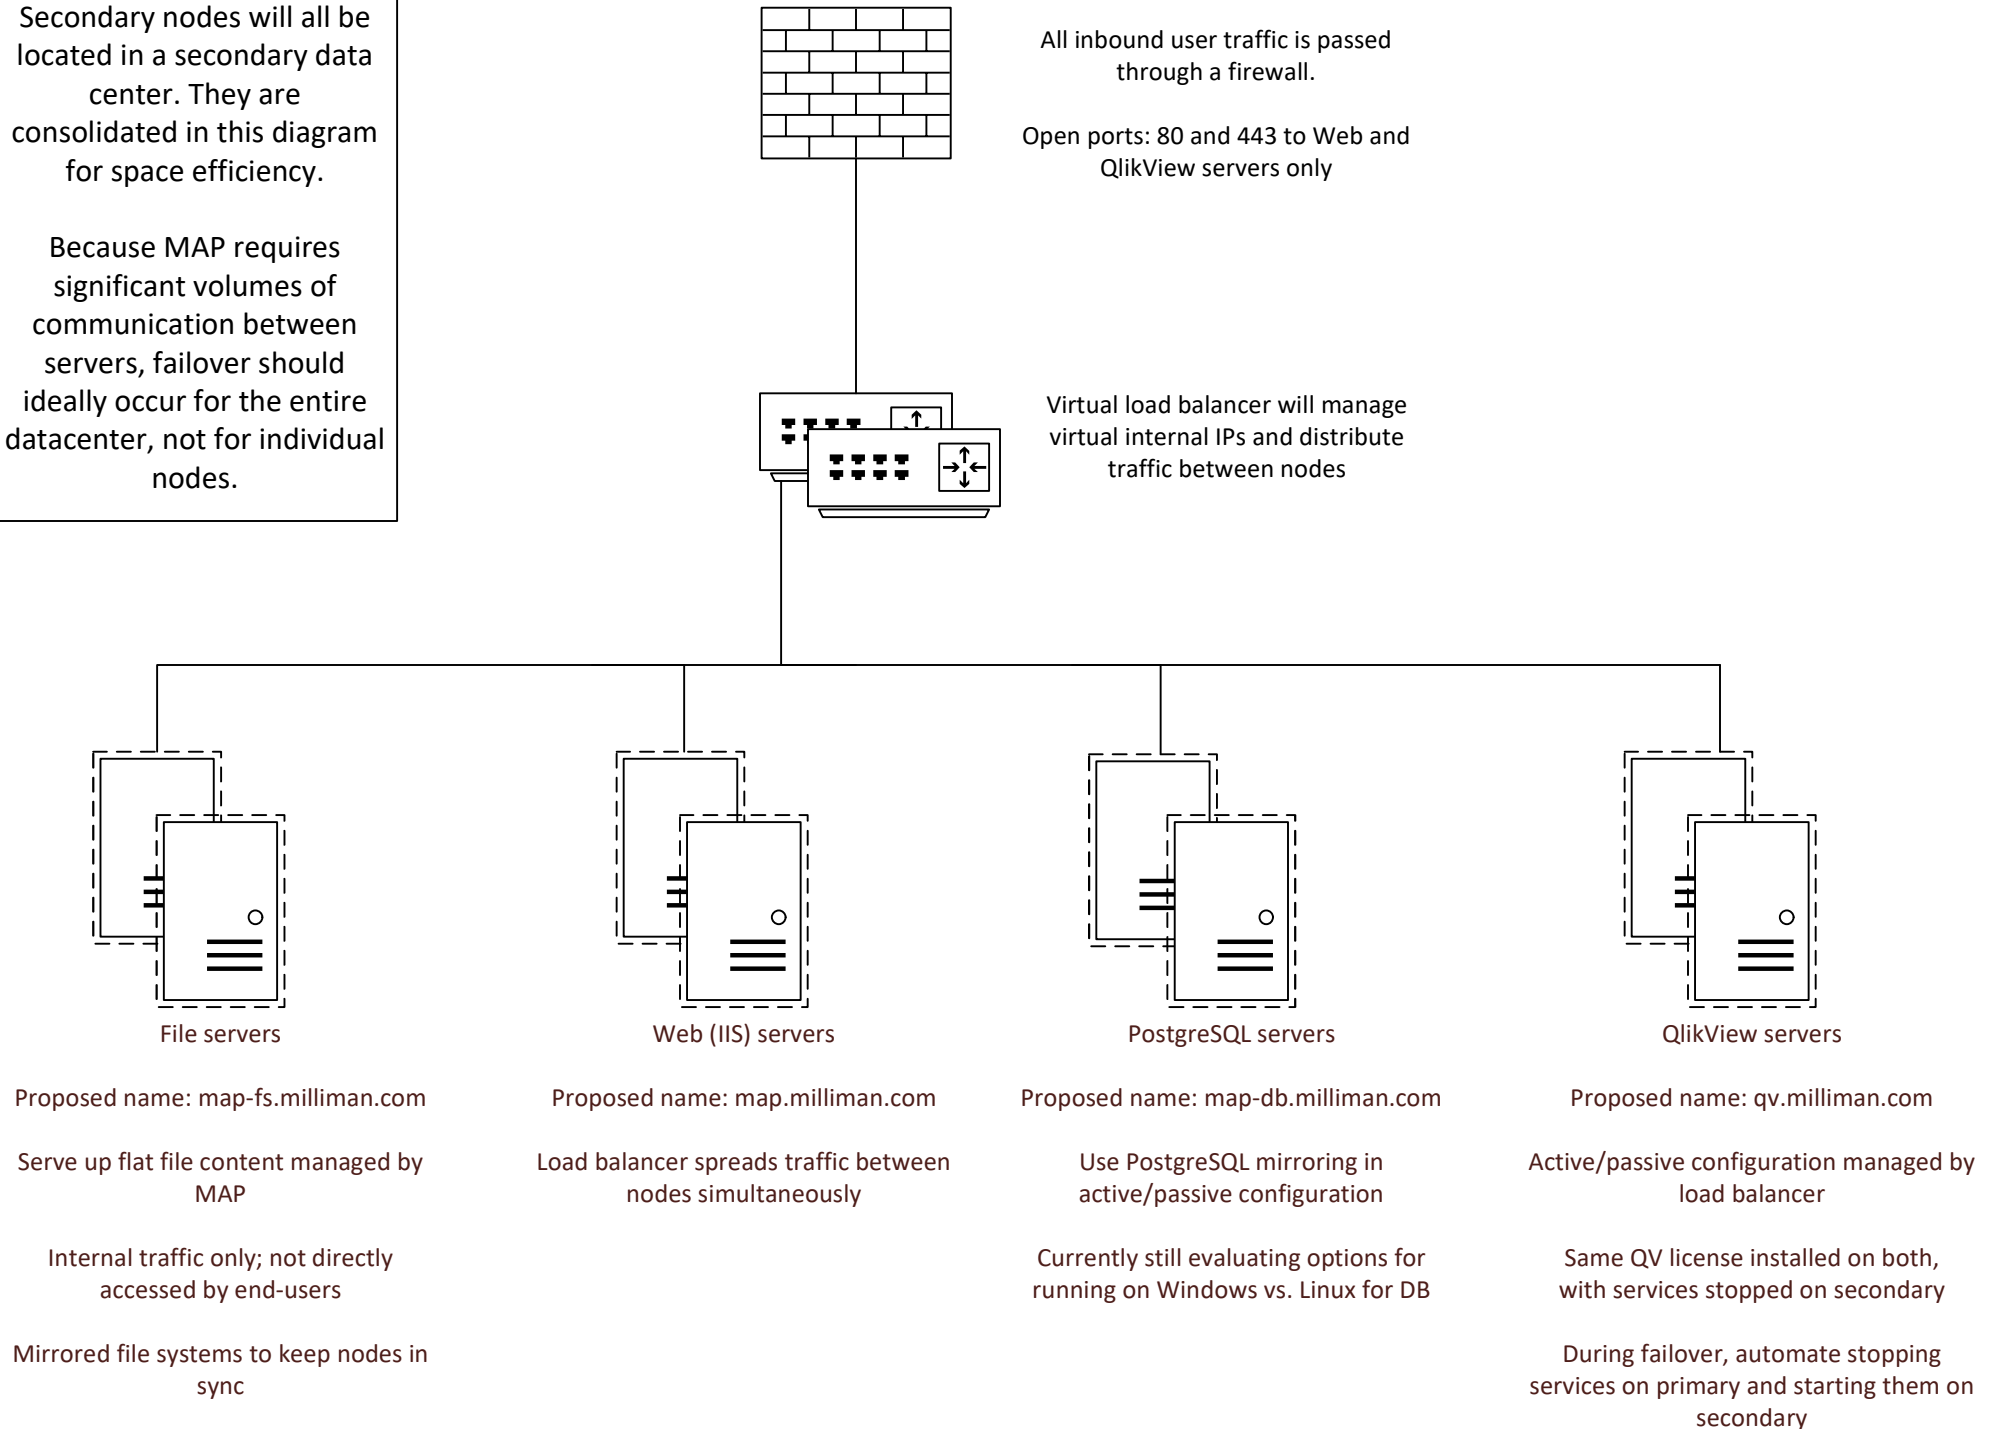 Secondary nodes will all be
located in a secondary data
center. They are
consolidated in this diagram
for space efficiency.
Because MAP requires
significant volumes of
communication between
servers, failover should
ideally occur for the entire
datacenter, not for individual
nodes.
All inbound user traffic is passed
through a firewall.
Open ports: 80 and 443 to Web and
QlikView servers only
Virtual load balancer will manage
virtual internal IPs and distribute
traffic between nodes
File servers
Proposed name: map-fs.milliman.com
Serve up flat file content managed by
MAP
Internal traffic only; not directly
accessed by end-users
Mirrored file systems to keep nodes in
sync
Web (IIS) servers
Proposed name: map.milliman.com
Load balancer spreads traffic between
nodes simultaneously
PostgreSQL servers
Proposed name: map-db.milliman.com
Use PostgreSQL mirroring in
active/passive configuration
Currently still evaluating options for
running on Windows vs. Linux for DB
QlikView servers
Proposed name: qv.milliman.com
Active/passive configuration managed by
load balancer
Same QV license installed on both,
with services stopped on secondary
During failover, automate stopping
services on primary and starting them on
secondary